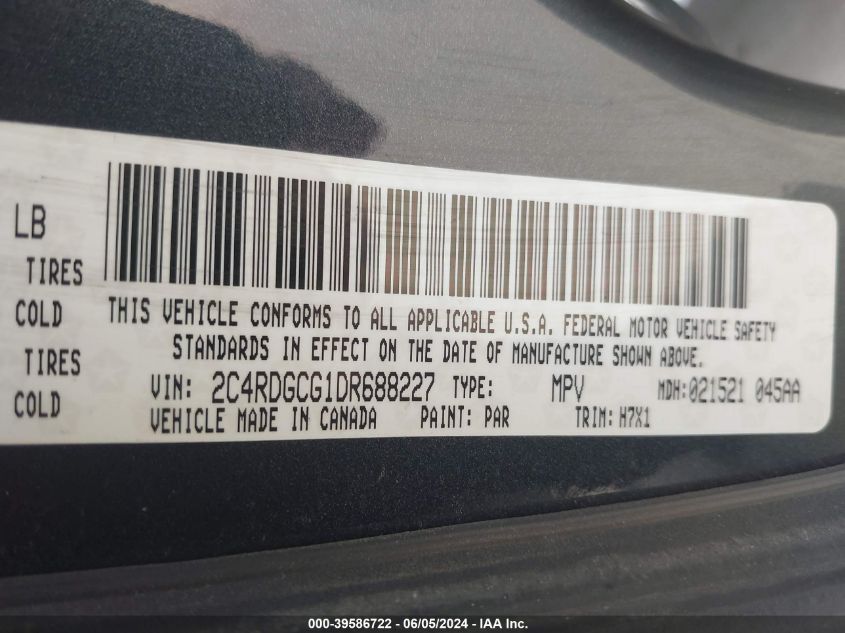 LB
TIRES
COLD
TIRES
COLD
THIS VEHICLE CONFORMS TO ALL APPLICABLE U.S.A. FEDERAL MOTOR VEHICLE SAFETY
STANDARDS IN EFFECT ON THE DATE OF MANUFACTURE SHOWN ABOVE.
VIN: 2C4RDGCG1DR688227 TYPE: MPV MDH:021521 045AA
VEHICLE MADE IN CANADA PAINT: PAR TRIM: H7X1
000-39586722 - 06/05/2024 - IAA Inc.